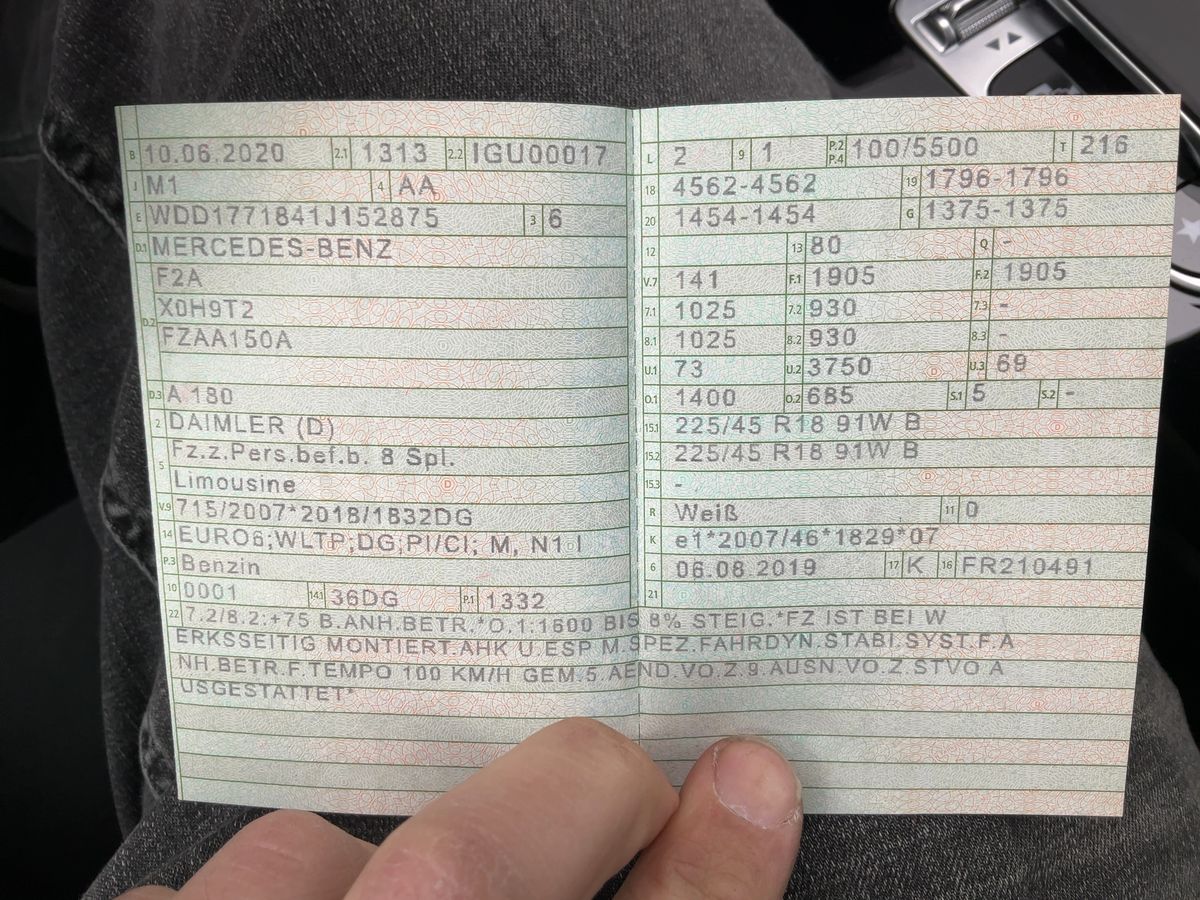 B 10.06.2020 2.1 1313 2.2 IGU00017
J M1 4 AA
E WDD1771841J152875 3 6
D.1 MERCEDES-BENZ
F2A
X0H9T2
D.2
FZAA150A
D.3 A 180
2 DAIMLER (D)
5 Fz.z.Pers.bef.b. 8 Spl.
Limousine
V.9 715/2007*2018/1832DG
14 EURO6;WLTP;DG;PI/CI; M, N1 I
P.3 Benzin
10 0001 14.1 36DG P.1 1332
L 2 9 1 P.2 P.4 100/5500 T 216
18 4562-4562 19 1796-1796
20 1454-1454 G 1375-1375
12 13 80 Q -
V.7 141 F.1 1905 F.2 1905
7.1 1025 7.2 930 7.3 -
8.1 1025 8.2 930 8.3 -
U.1 73 U.2 3750 U.3 69
O.1 1400 O.2 685 S.1 5 S.2 -
15.1 225/45 R18 91W B
15.2 225/45 R18 91W B
15.3 -
R Weiß 11 0
K e1*2007/46*1829*07
6 06.08.2019 17 K 16 FR210491
21
22 7.2/8.2:+75 B.ANH.BETR.*O.1:1600 BIS 8% STEIG.*FZ IST BEI W
ERKSSEITIG MONTIERT.AHK U.ESP M.SPEZ.FAHRDYN.STABI.SYST.F.A
NH.BETR.F.TEMPO 100 KM/H GEM.5.AEND.VO.Z.9.AUSN.VO.Z.STVO A
USGESTATTET*